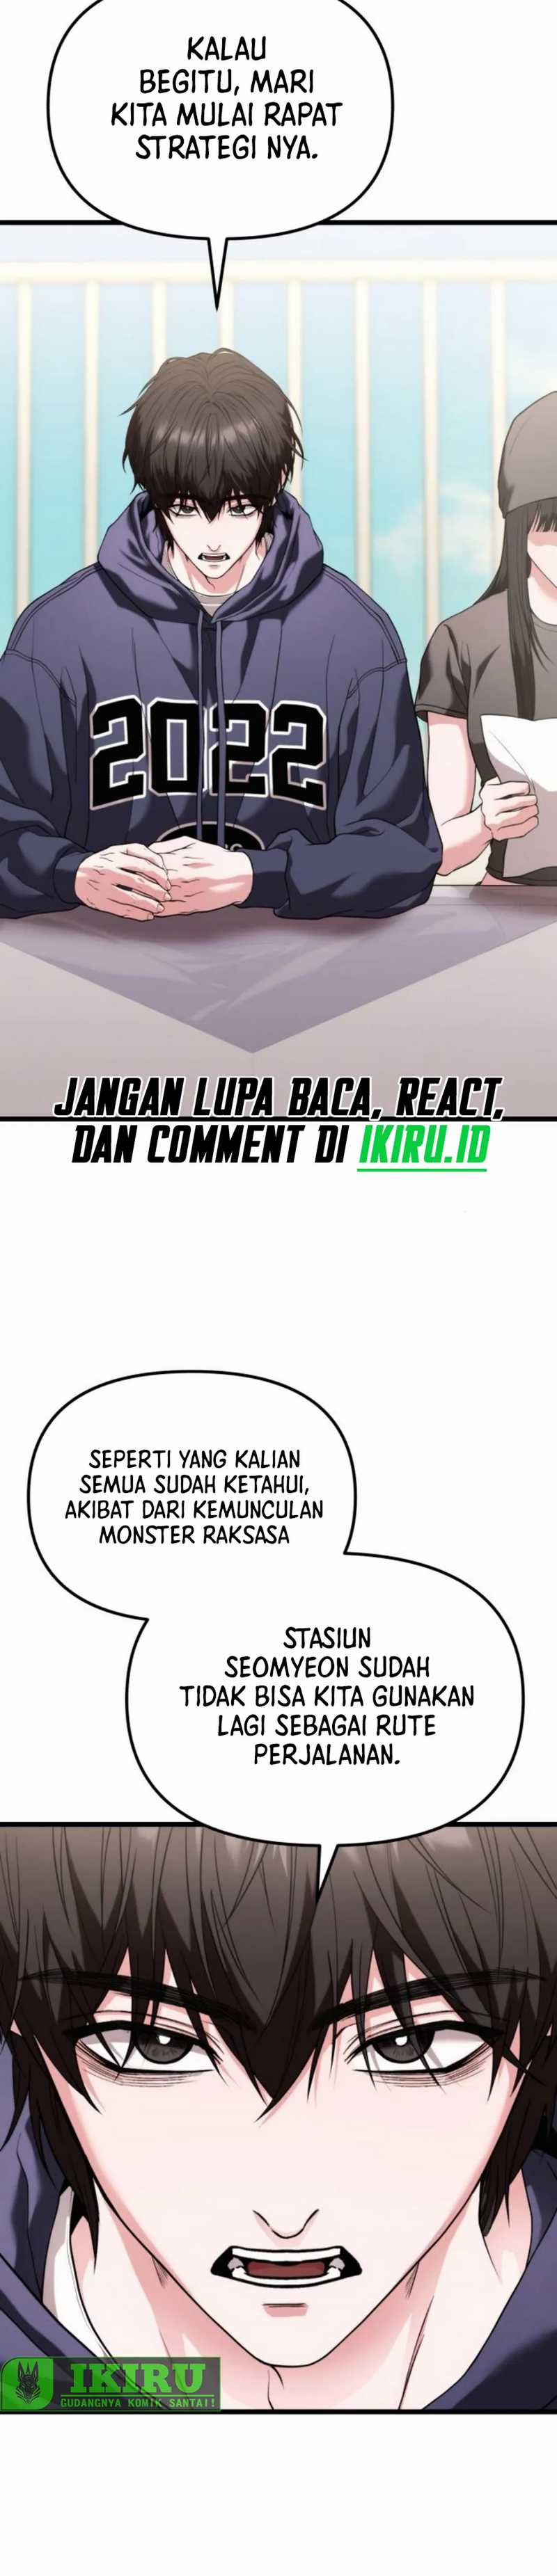 KALAU
BEGITU, MARI
KITA MULAI RAPAT
STRATEGI NYA.
2022
JANGAN LUPA BACA, REACT,
DAN COMMENT DI IKIRU.ID
SEPERTI YANG KALIAN
SEMUA SUDAH KETAHUI,
AKIBAT DARI KEMUNCULAN
MONSTER RAKSASA
STASIUN
SEOMYEON SUDAH
TIDAK BISA KITA GUNAKAN
LAGI SEBAGAI RUTE
PERJALANAN.
IKIRU
GUDANGNYA KOMIK SANTAI!